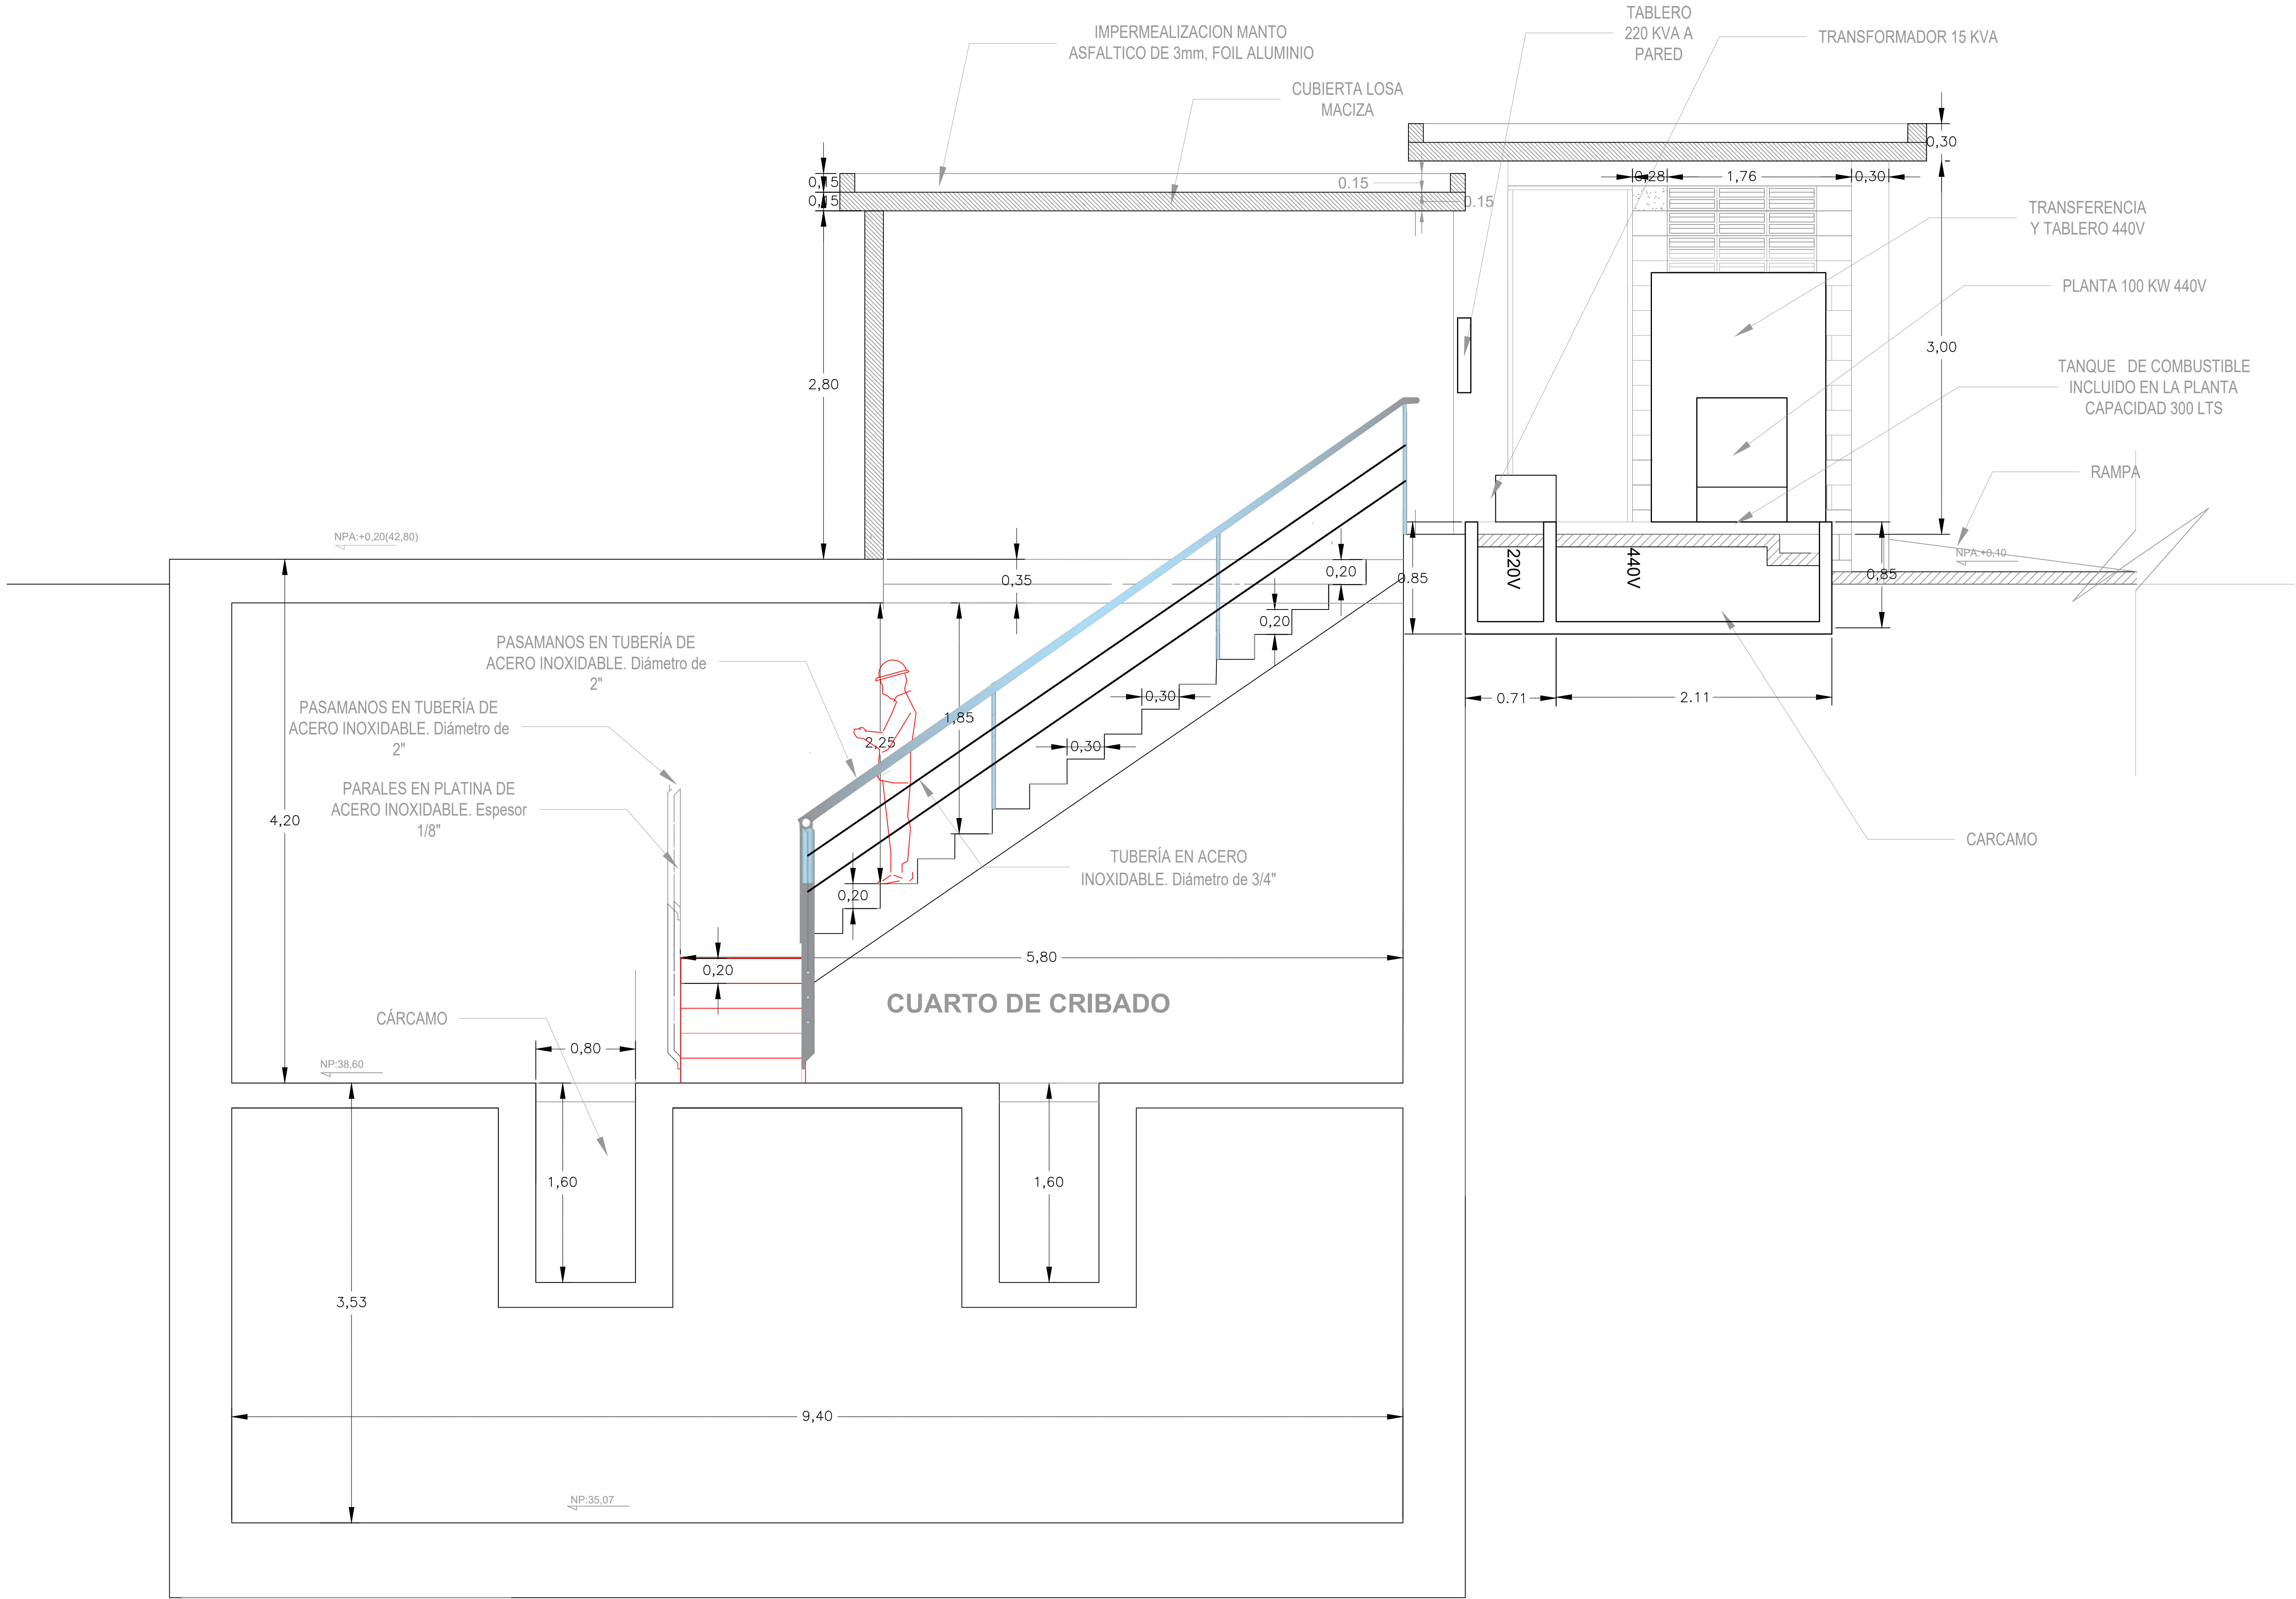 IMPERMEALIZACION MANTO
ASFALTICO DE 3mm, FOIL ALUMINIO
CUBIERTA LOSA
MACIZA
TABLERO
220 KVA A
PARED
TRANSFORMADOR 15 KVA
0,30
0,15
0,15
0.15
0.15
0,28
1,76
0,30
TRANSFERENCIA
Y TABLERO 440V
PLANTA 100 KW 440V
3,00
2,80
TANQUE DE COMBUSTIBLE
INCLUIDO EN LA PLANTA
CAPACIDAD 300 LTS
RAMPA
NPA:+0,20(42,80)
NPA:+0,10
0,35
0,20
0.85
220V
440V
0,85
0,20
PASAMANOS EN TUBERÍA DE
ACERO INOXIDABLE. Diámetro de
2"
PASAMANOS EN TUBERÍA DE
ACERO INOXIDABLE. Diámetro de
2"
0,30
0.71
2.11
1,85
2,25
0,30
PARALES EN PLATINA DE
ACERO INOXIDABLE. Espesor
1/8"
4,20
CARCAMO
TUBERÍA EN ACERO
INOXIDABLE. Diámetro de 3/4"
0,20
5,80
0,20
CUARTO DE CRIBADO
CÁRCAMO
0,80
NP:38,60
1,60
1,60
3,53
9,40
NP:35,07